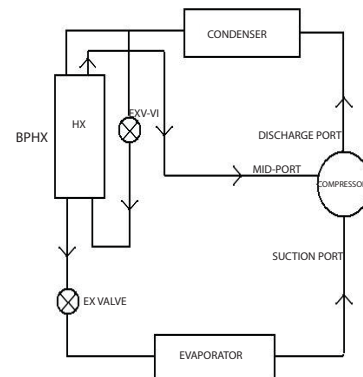 CONDENSER
EXV-VI
HX
BPHX
DISCHARGE PORT
MID-PORT
COMPRESSOR
SUCTION PORT
EX VALVE
EVAPORATOR